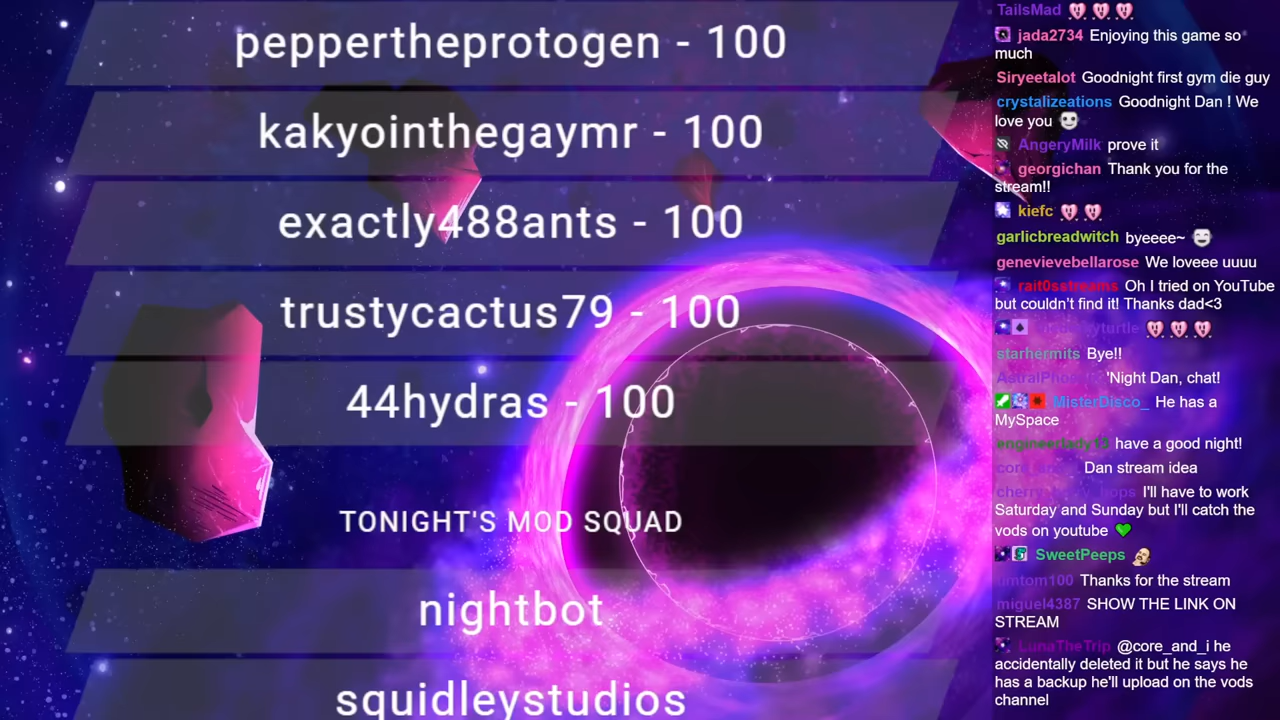 peppertheprotogen - 100
kakyointhegaymr - 100
exactly488ants - 100
trustycactus79 - 100
44hydras - 100
TONIGHT'S MOD SQUAD
nightbot
squidleystudios
TailsMad
jada2734 Enjoying this game so
much
Siryeetalot Goodnight first gym die guy
crystalizeations Goodnight Dan ! We
love you
AngeryMilk prove it
georgichan Thank you for the
stream!!
kiefc
garlicbreadwitch byeeee~
genevievebellarose We loveee uuuu
rait0sstreams Oh I tried on YouTube
but couldn't find it! Thanks dad<3
starhermits Bye!!
'Night Dan, chat!
MisterDisco_ He has a
MySpace
have a good night!
Dan stream idea
I'll have to work
Saturday and Sunday but I'll catch the
vods on youtube
SweetPeeps
umtom100 Thanks for the stream
miguel4387 SHOW THE LINK ON
STREAM
LunaTheTrip @core_and_i he
accidentally deleted it but he says he
has a backup he'll upload on the vods
channel